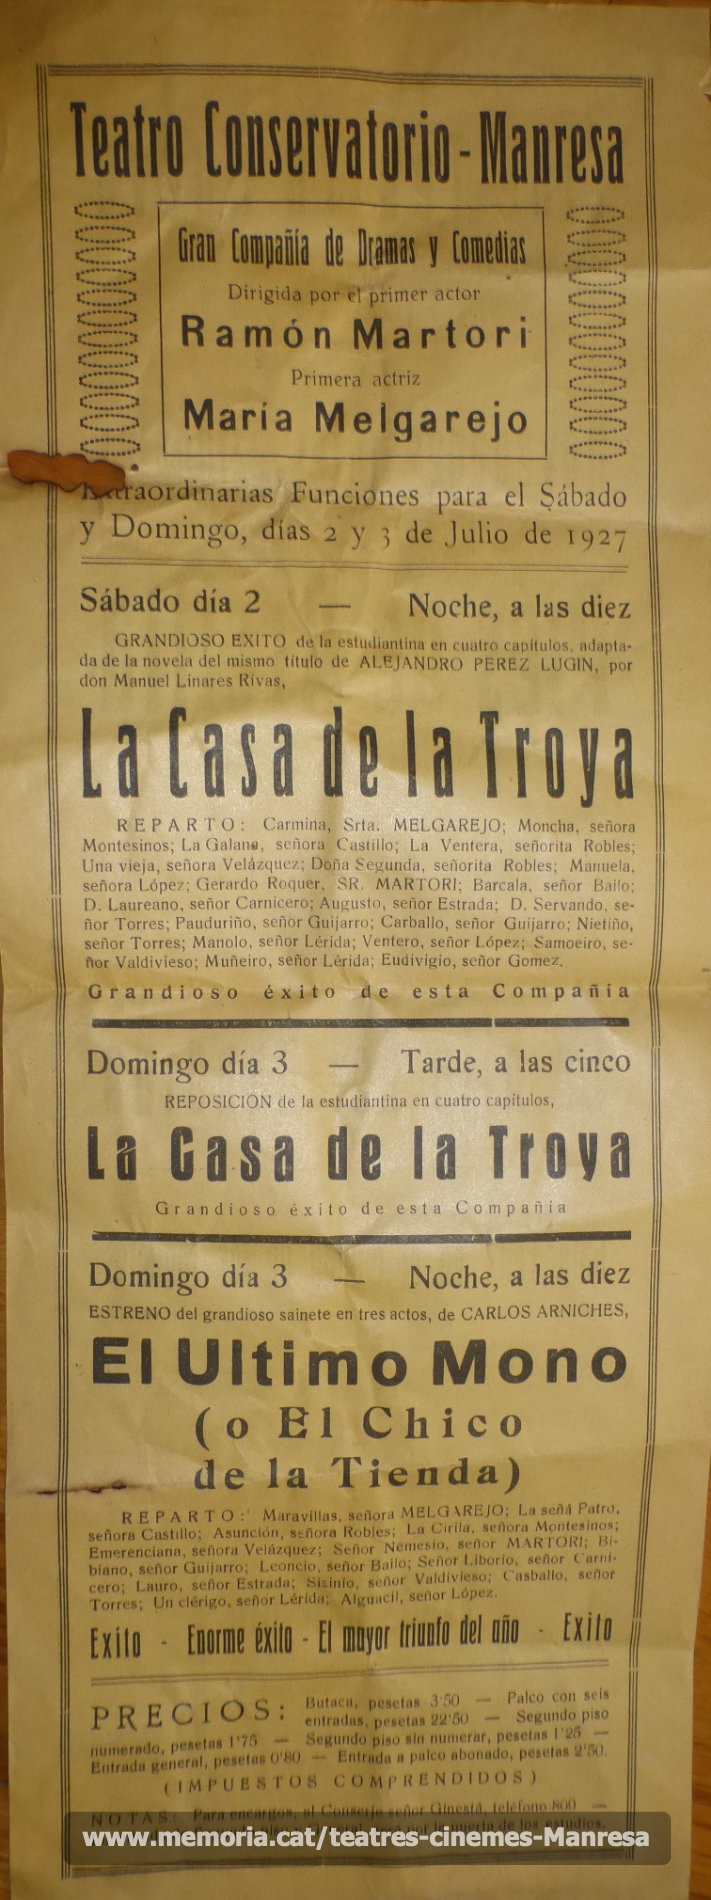 Teatro Conservatorio - Manresa
Gran Compañía de Dramas y Comedias
Dirigida por el primer actor
Ramón Martori
Primera actriz
María Melgarejo
Extraordinarias Funciones para el Sábado
y Domingo, días 2 y 3 de Julio de 1927
Sábado día 2 — Noche, a las diez
GRANDIOSO EXITO de la estudiantina en cuatro capítulos, adapta-
da de la novela del mismo título de ALEJANDRO PEREZ LUGIN, por
don Manuel Linares Rivas,
La Casa de la Troya
REPARTO: Carmina, Srta. MELGAREJO; Moncha, señora
Montesinos; La Galana, señora Castillo; La Ventera, señorita Robles;
Una vieja, señora Velázquez; Doña Segunda, señorita Robles; Manuela,
señora López; Gerardo Roquer, SR. MARTORI; Barcala, señor Bailo;
D. Laureano, señor Carnicero; Augusto, señor Estrada; D. Servando, se-
ñor Torres; Pauduriño, señor Guijarro; Carballo, señor Guijarro; Nietiño,
señor Torres; Manolo, señor Lérida; Ventero, señor López; Samoeiro, se-
ñor Valdivieso; Muñeiro, señor Lérida; Eudivigio, señor Gomez.
Grandioso éxito de esta Compañía
Domingo día 3 — Tarde, a las cinco
REPOSICION de la estudiantina en cuatro capítulos,
La Casa de la Troya
Grandioso éxito de esta Compañía
Domingo día 3 — Noche, a las diez
ESTRENO del grandioso sainete en tres actos, de CARLOS ARNICHES,
El Ultimo Mono
(o El Chico
de la Tienda)
REPARTO: Maravillas, señora MELGAREJO; La señá Patro,
señora Castillo; Asunción, señora Robles; La Cirila, señora Montesinos;
Emerenciana, señora Velázquez; Señor Nemesio, señor MARTORI; Bi-
biano, señor Guijarro; Leoncio, señor Bailo; Señor Liborio, señor Carni-
cero; Lauro, señor Estrada; Sisinio, señor Valdivieso; Casballo, señor
Torres; Un clérigo, señor Lérida; Alguacil, señor López.
Exito - Enorme éxito - El mayor triunfo del año - Exito
PRECIOS: Butaca, pesetas 3'50 — Palco con seis
entradas, pesetas 22'50 — Segundo piso
numerado, pesetas 1'75 — Segundo piso sin numerar, pesetas 1'25 —
Entrada general, pesetas 0'80 — Entrada a palco abonado, pesetas 2'50.
(IMPUESTOS COMPRENDIDOS)
NOTAS: Para encargos, al Conserje señor Ginestá, teléfono 800 —
www.memoria.cat/teatres-cinemes-Manresa